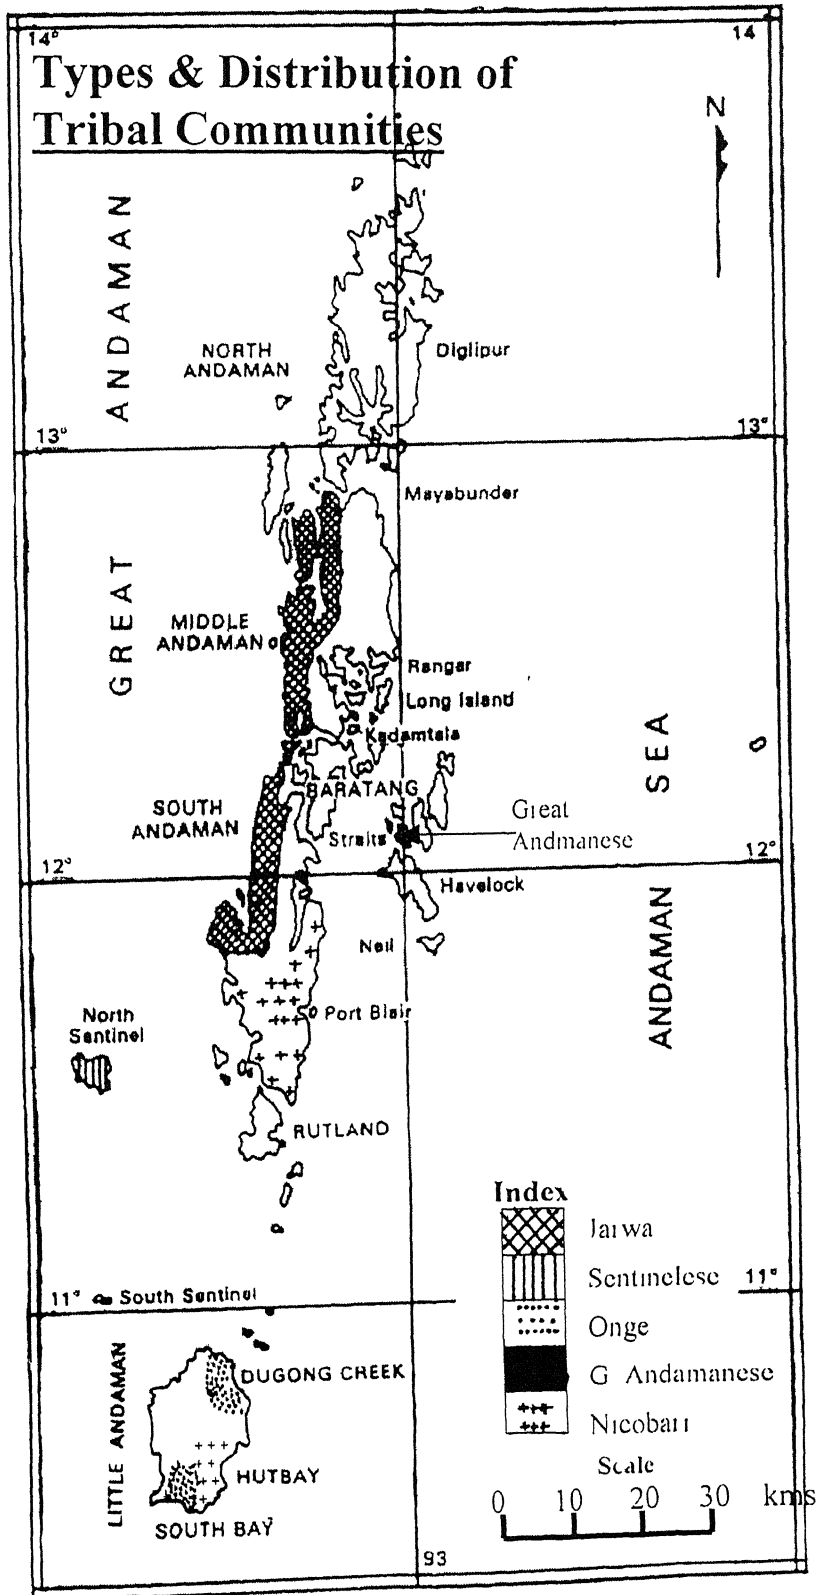 14°
14
Types & Distribution of
Tribal Communities
N
GREAT ANDAMAN
NORTH
ANDAMAN
Diglipur
13°
13°
Mayabunder
MIDDLE
ANDAMAN
Rangar
Long Island
Kadamtala
ANDAMAN SEA
BARATANG
SOUTH
ANDAMAN
Great
Andmanese
Straits
12°
12°
Havelock
Neil
North
Sentinel
Port Blair
RUTLAND
Index
Jarwa
Sentinelese
Onge
G Andamanese
Nicobari
11°
South Sentinel
11°
LITTLE ANDAMAN
DUGONG CREEK
HUTBAY
SOUTH BAY
Scale
0 10 20 30 kms
93